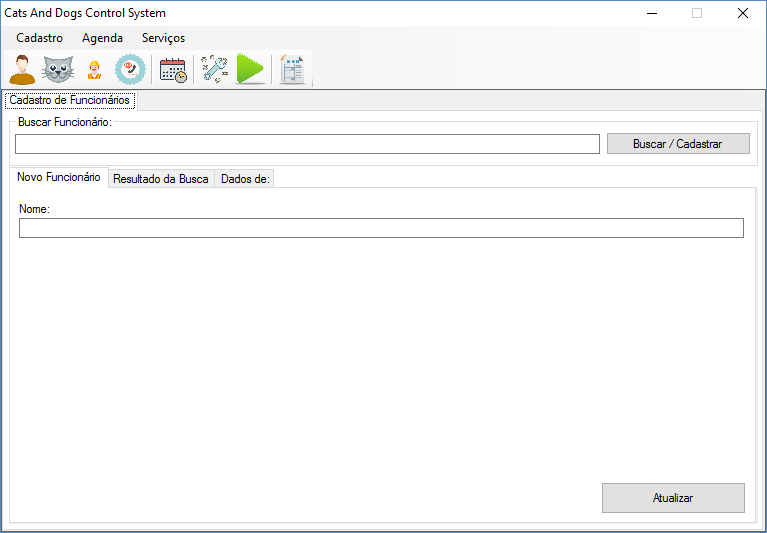 Cats And Dogs Control System
Cadastro Agenda Serviços
Cadastro de Funcionários
Buscar Funcionário:
Buscar / Cadastrar
Novo Funcionário Resultado da Busca Dados de:
Nome:
Atualizar